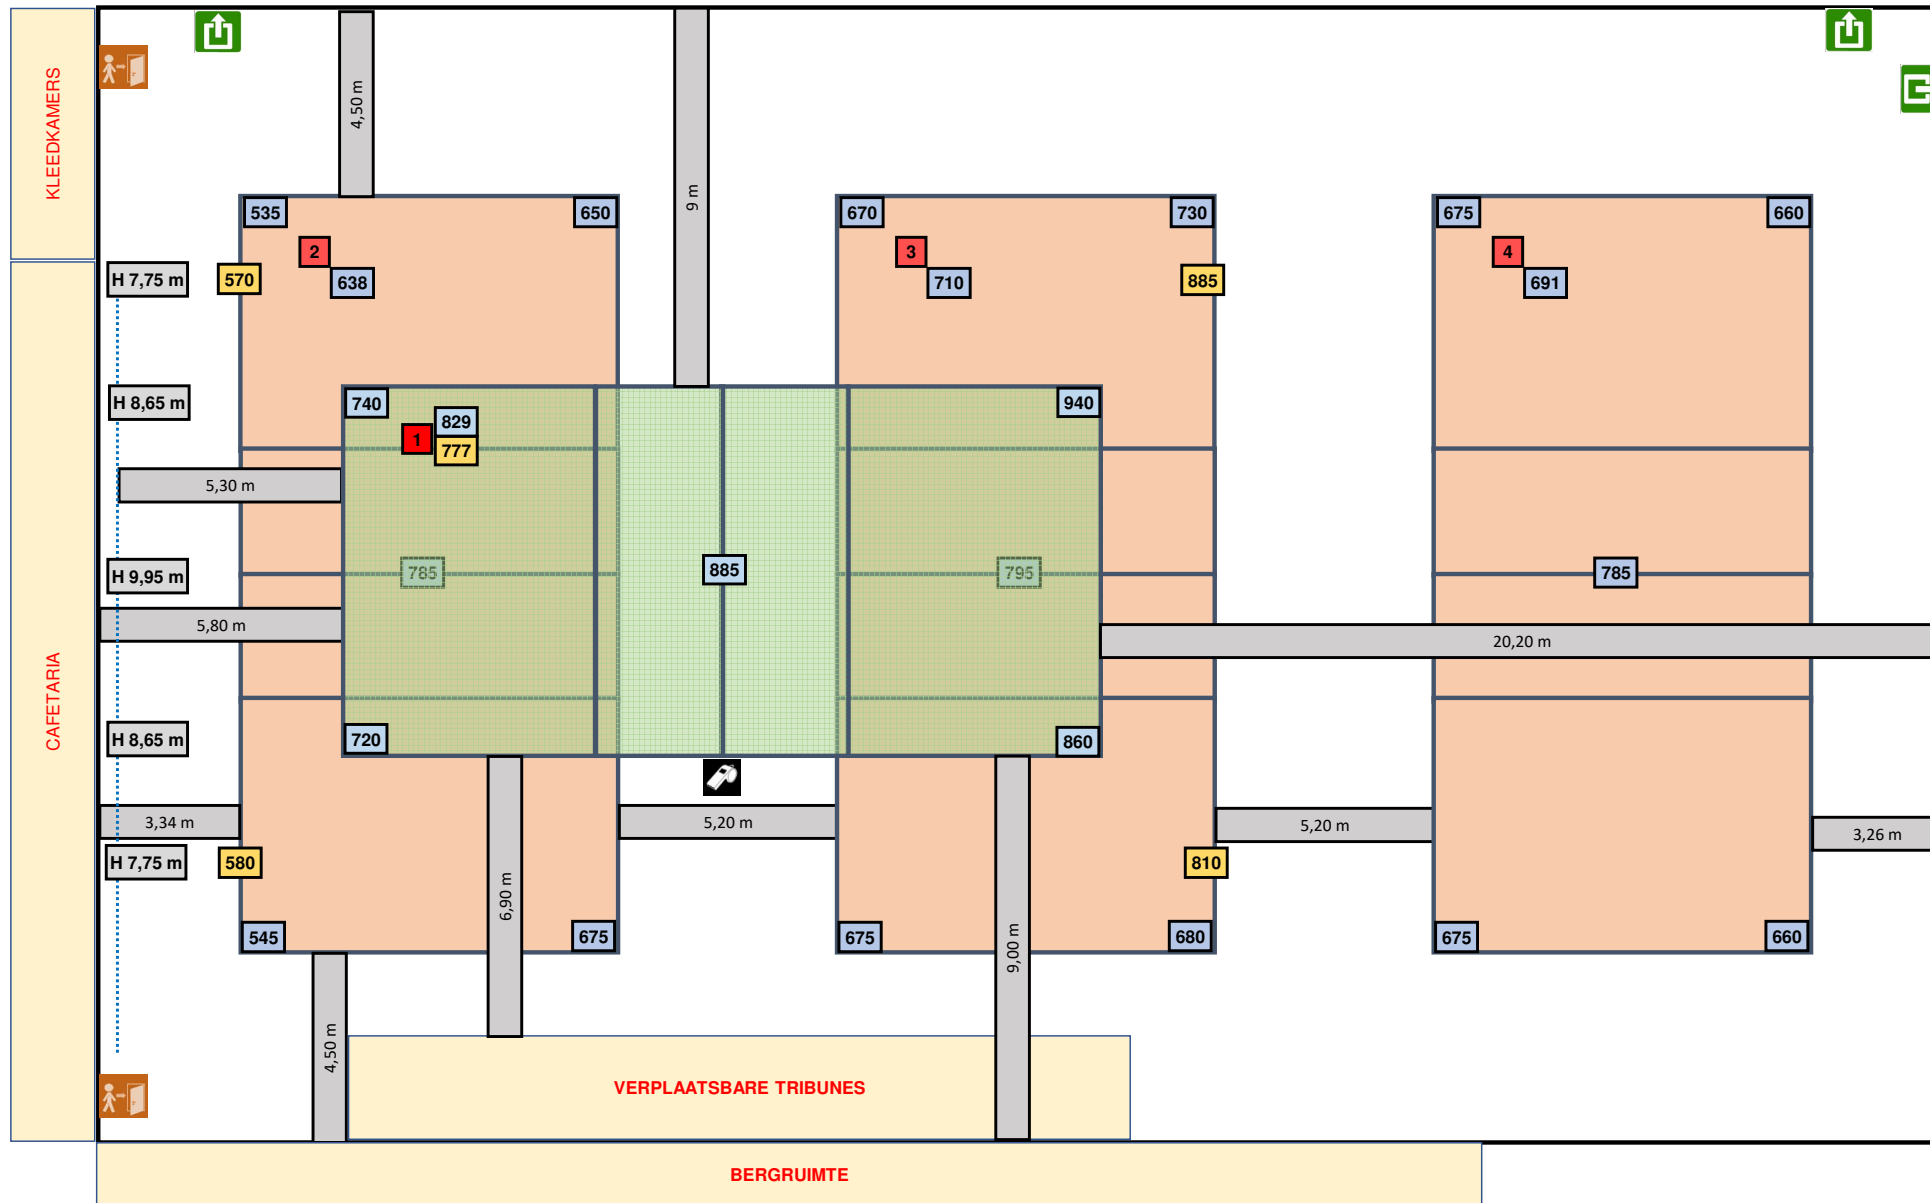 KLEEDKAMERS
4,50 m
9 m
535
650
670
730
675
660
2
638
3
710
4
691
H 7,75 m
570
885
H 8,65 m
740
940
1
829
777
5,30 m
H 9,95 m
785
885
795
785
5,80 m
20,20 m
CAFETARIA
H 8,65 m
720
860
3,34 m
5,20 m
5,20 m
3,26 m
H 7,75 m
580
810
6,90 m
545
675
675
680
675
660
9,00 m
4,50 m
VERPLAATSBARE TRIBUNES
BERGRUIMTE